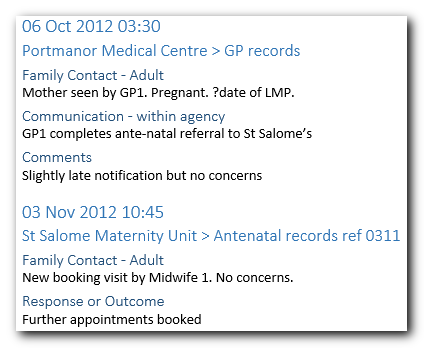 06 Oct 2012 03:30
Portmanor Medical Centre > GP records
Family Contact - Adult
Mother seen by GP1. Pregnant. ?date of LMP.
Communication - within agency
GP1 completes ante-natal referral to St Salome's
Comments
Slightly late notification but no concerns
03 Nov 2012 10:45
St Salome Maternity Unit > Antenatal records ref 0311
Family Contact - Adult
New booking visit by Midwife 1. No concerns.
Response or Outcome
Further appointments booked